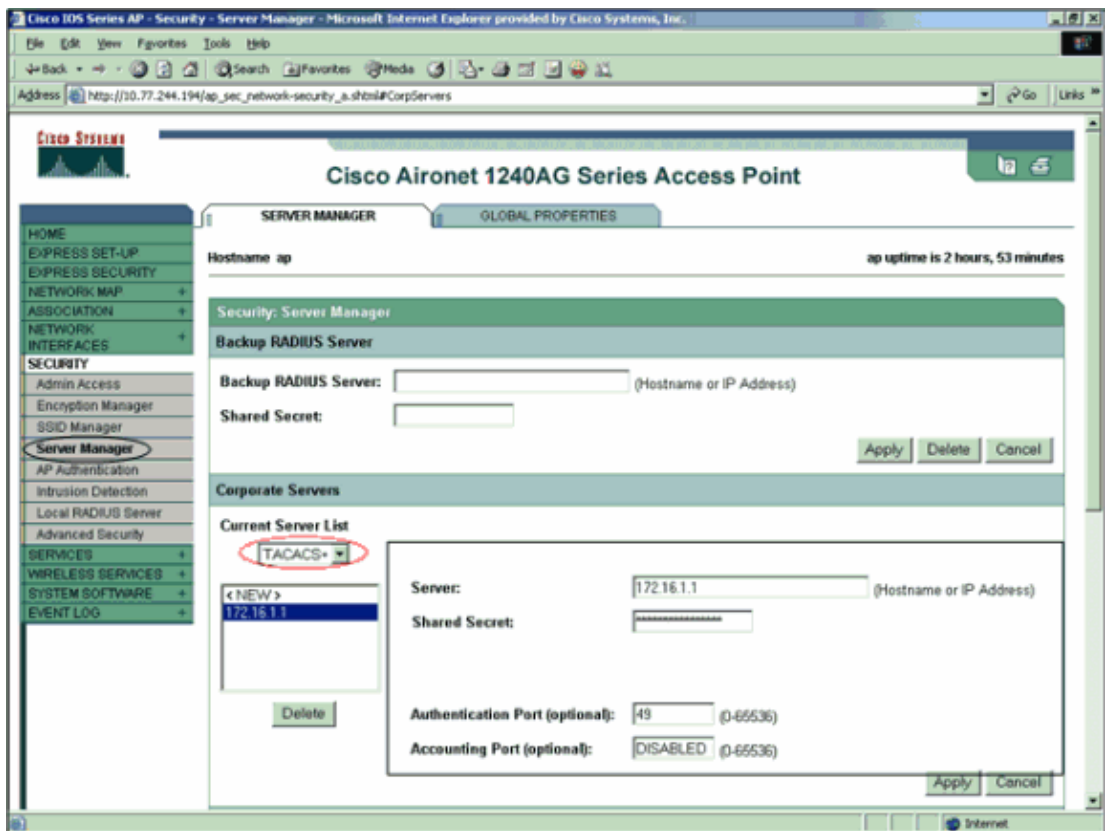 Cisco IOS Series AP - Security - Server Manager - Microsoft Internet Explorer provided by Cisco Systems, Inc.
File Edit View Favorites Tools Help
Back Search Favorites Media
Address http://10.77.244.194/ap_sec_network-security_a.shtml#CorpServers Go Links
CISCO SYSTEMS
Cisco Aironet 1240AG Series Access Point
SERVER MANAGER GLOBAL PROPERTIES
HOME
EXPRESS SET-UP
EXPRESS SECURITY
NETWORK MAP +
ASSOCIATION +
NETWORK INTERFACES +
SECURITY
Admin Access
Encryption Manager
SSID Manager
Server Manager
AP Authentication
Intrusion Detection
Local RADIUS Server
Advanced Security
SERVICES +
WIRELESS SERVICES +
SYSTEM SOFTWARE +
EVENT LOG +
Hostname ap ap uptime is 2 hours, 53 minutes
Security: Server Manager
Backup RADIUS Server
Backup RADIUS Server: (Hostname or IP Address)
Shared Secret:
Apply Delete Cancel
Corporate Servers
Current Server List
TACACS+
< NEW >
172.16.1.1
Delete
Server: 172.16.1.1 (Hostname or IP Address)
Shared Secret:
Authentication Port (optional): 49 (0-65536)
Accounting Port (optional): DISABLED (0-65536)
Apply Cancel
Internet